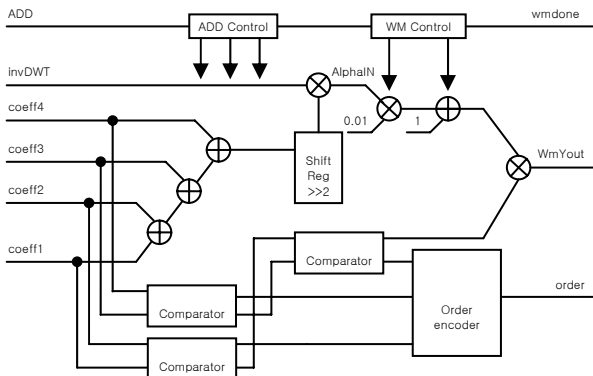 ADD
ADD Control
WM Control
wmdone
invDWT
AlphaIN
coeff4
0.01
1
coeff3
Shift
Reg
>>2
WmYout
coeff2
coeff1
Comparator
order
Comparator
Order
encoder
Comparator